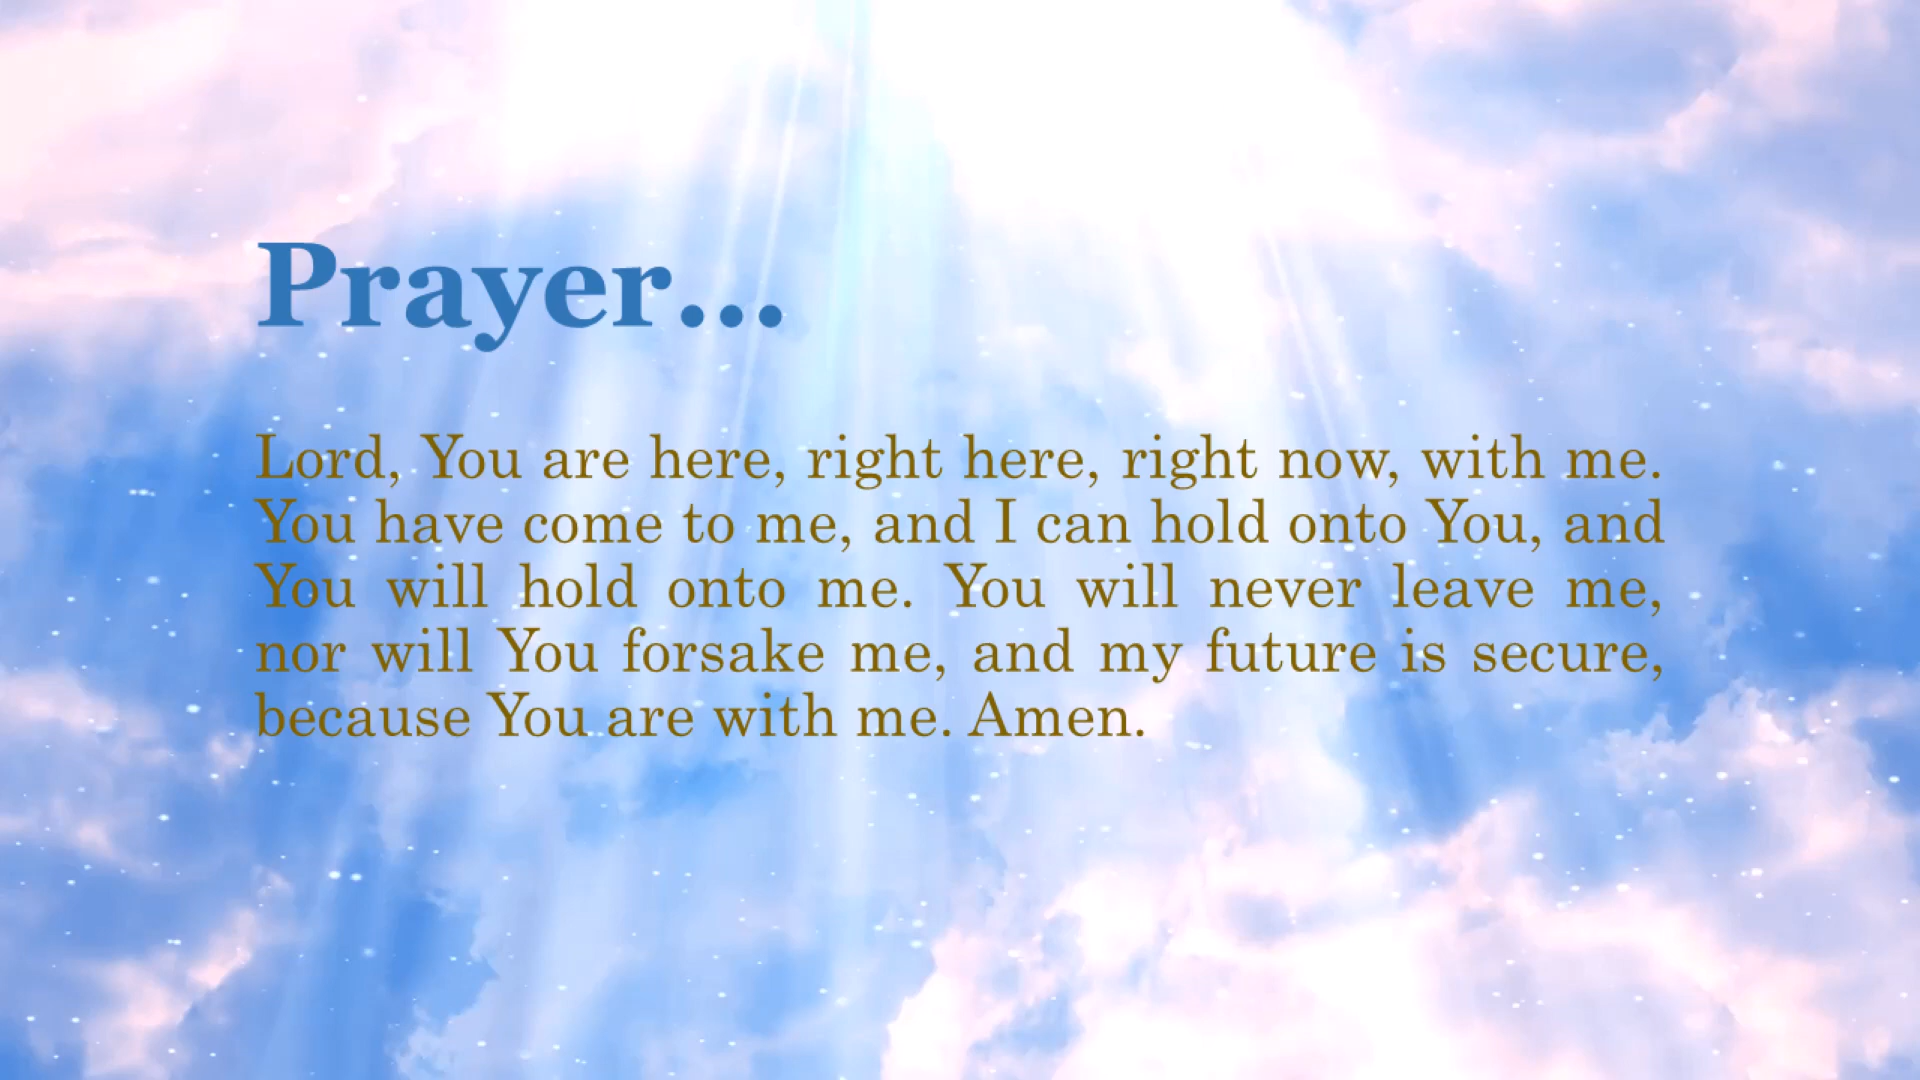 Prayer...
Lord, You are here, right here, right now, with me.
You have come to me, and I can hold onto You, and
You will hold onto me. You will never leave me,
nor will You forsake me, and my future is secure,
because You are with me. Amen.